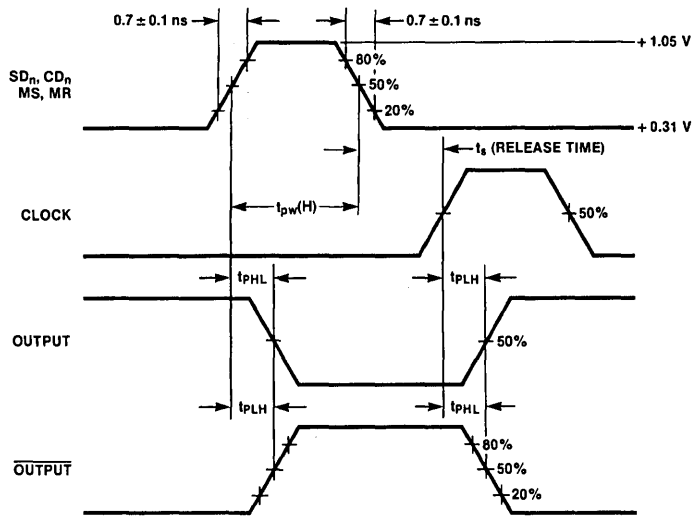 0.7 ± 0.1 ns
0.7 ± 0.1 ns
+ 1.05 V
SDn, CDn
MS, MR
80%
50%
20%
+ 0.31 V
ts (RELEASE TIME)
tpw(H)
CLOCK
50%
tPHL
tPLH
OUTPUT
50%
tPLH
tPHL
OUTPUT
80%
50%
20%